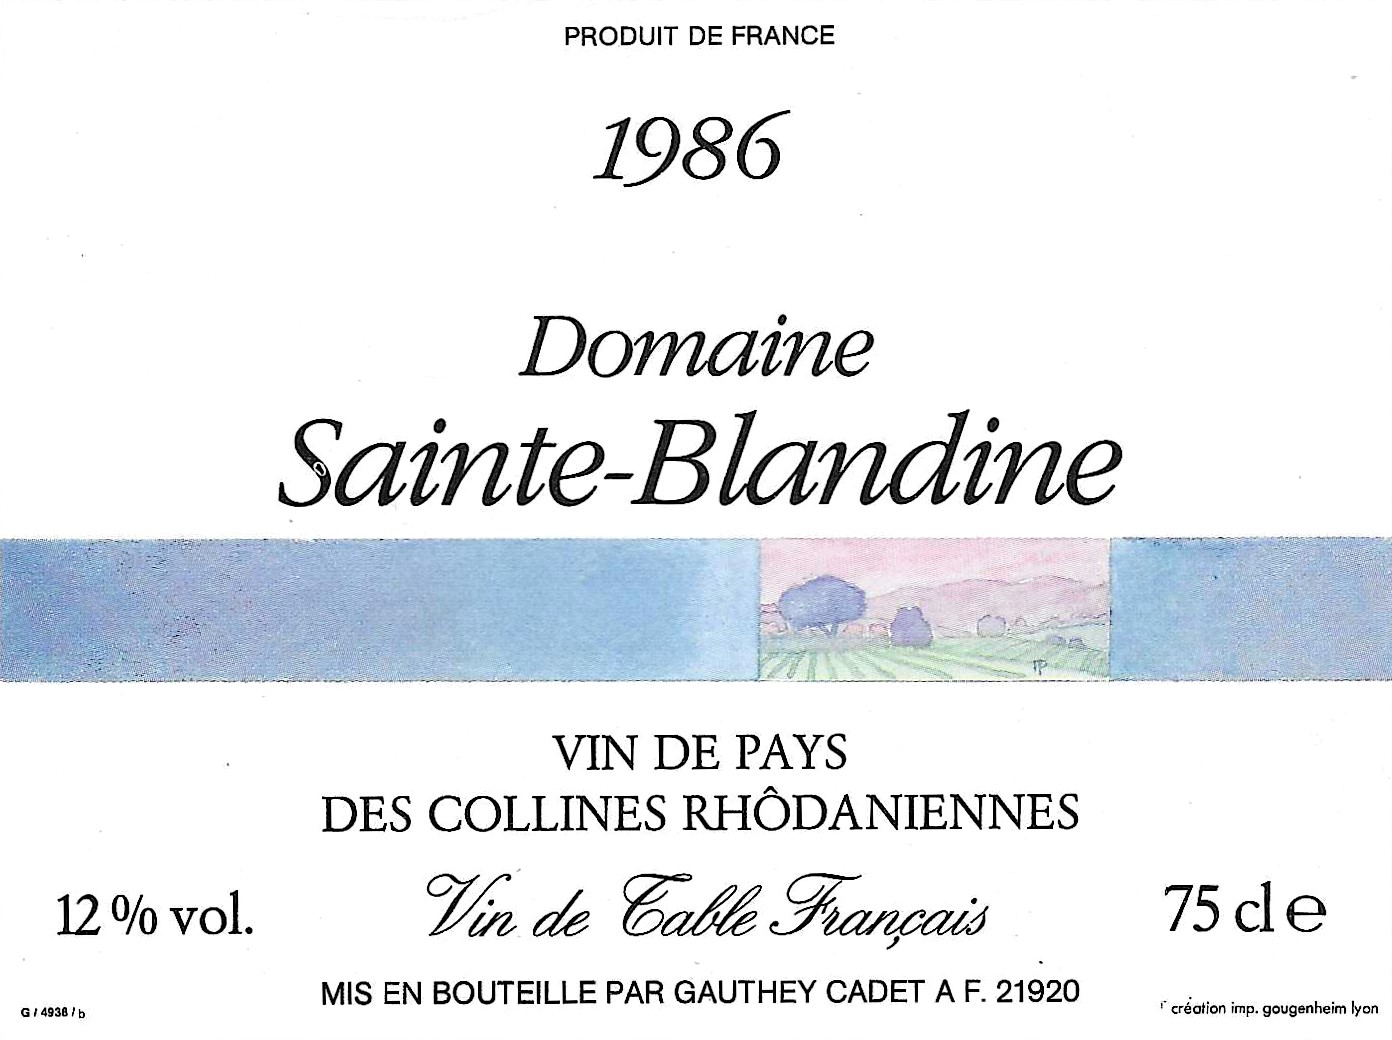 PRODUIT DE FRANCE
1986
Domaine
Sainte-Blandine
VIN DE PAYS
DES COLLINES RHÔDANIENNES
12 % vol.
Vin de Table Français
75 cl e
MIS EN BOUTEILLE PAR GAUTHEY CADET A F. 21920
G / 4938 / b
création imp. gougenheim lyon